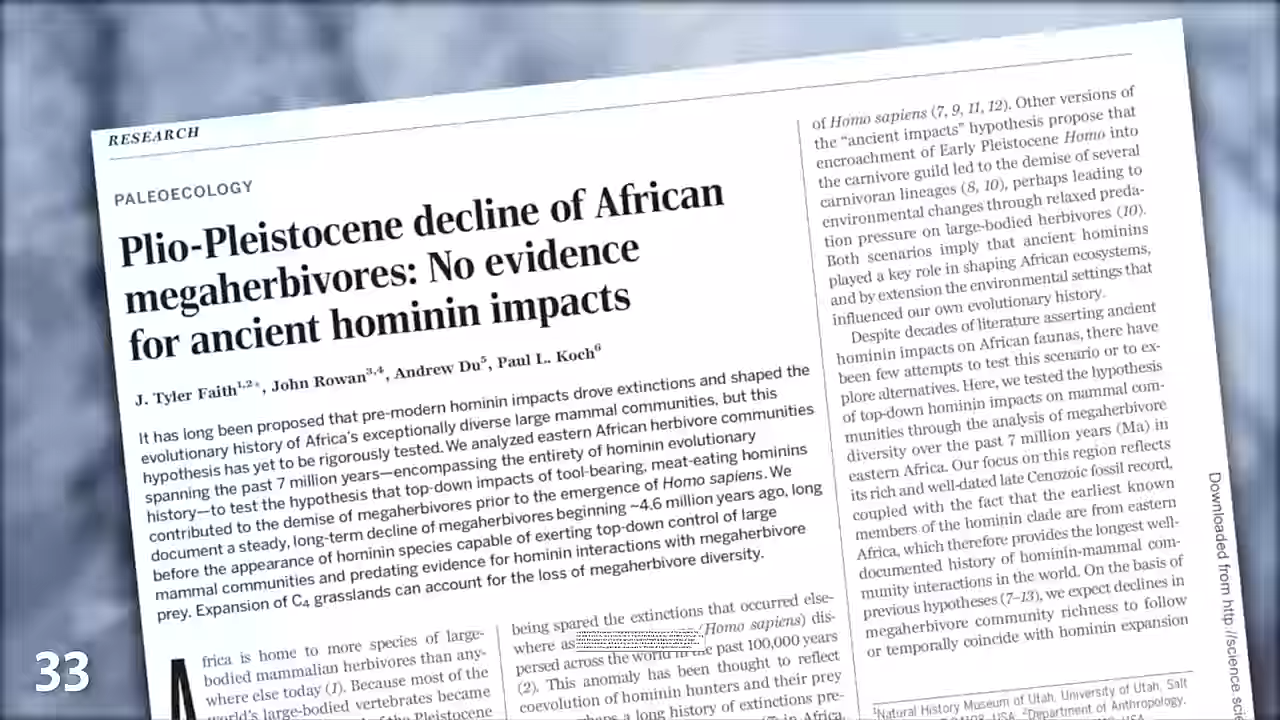 RESEARCH
PALEOECOLOGY
Plio-Pleistocene decline of African
megaherbivores: No evidence
for ancient hominin impacts
J. Tyler Faith1,2*, John Rowan3,4, Andrew Du5, Paul L. Koch6
It has long been proposed that pre-modern hominin impacts drove extinctions and shaped the
evolutionary history of Africa's exceptionally diverse large mammal communities, but this
hypothesis has yet to be rigorously tested. We analyzed eastern African herbivore communities
spanning the past 7 million years—encompassing the entirety of hominin evolutionary
history—to test the hypothesis that top-down impacts of tool-bearing, meat-eating hominins
contributed to the demise of megaherbivores prior to the emergence of Homo sapiens. We
document a steady, long-term decline of megaherbivores beginning ~4.6 million years ago, long
before the appearance of hominin species capable of exerting top-down control of large
mammal communities and predating evidence for hominin interactions with megaherbivore
prey. Expansion of C4 grasslands can account for the loss of megaherbivore diversity.
Africa is home to more species of large-
bodied mammalian herbivores than any-
where else today (1). Because most of the
world's large-bodied vertebrates became
the Pleistocene
being spared the extinctions that occurred else-
where as (Homo sapiens) dis-
persed across the world in the past 100,000 years
(2). This anomaly has been thought to reflect
coevolution of hominin hunters and their prey
a long history of extinctions pre-
in Africa
of Homo sapiens (7, 9, 11, 12). Other versions of
the "ancient impacts" hypothesis propose that
encroachment of Early Pleistocene Homo into
the carnivore guild led to the demise of several
carnivoran lineages (8, 10), perhaps leading to
environmental changes through relaxed preda-
tion pressure on large-bodied herbivores (10).
Both scenarios imply that ancient hominins
played a key role in shaping African ecosystems,
and by extension the environmental settings that
influenced our own evolutionary history.
Despite decades of literature asserting ancient
hominin impacts on African faunas, there have
been few attempts to test this scenario or to ex-
plore alternatives. Here, we tested the hypothesis
of top-down hominin impacts on mammal com-
munities through the analysis of megaherbivore
diversity over the past 7 million years (Ma) in
eastern Africa. Our focus on this region reflects
its rich and well-dated late Cenozoic fossil record,
coupled with the fact that the earliest known
members of the hominin clade are from eastern
Africa, which therefore provides the longest well-
documented history of hominin-mammal com-
munity interactions in the world. On the basis of
previous hypotheses (7–13), we expect declines in
megaherbivore community richness to follow
or temporally coincide with hominin expansion
1Natural History Museum of Utah, University of Utah, Salt
USA. 2Department of Anthropology,
Downloaded from http://science.sci
33